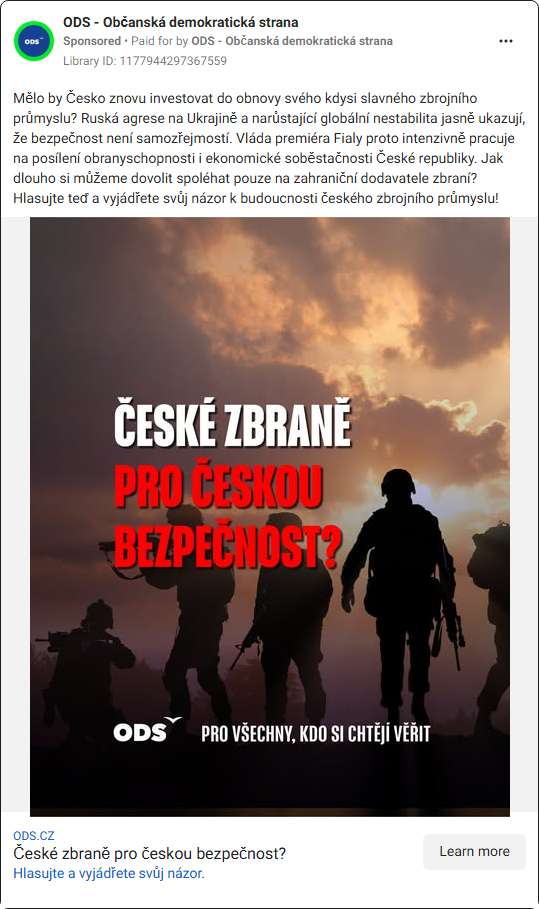 ODS - Občanská demokratická strana
Sponsored • Paid for by ODS - Občanská demokratická strana
Library ID: 1177944297367559
Mělo by Česko znovu investovat do obnovy svého kdysi slavného zbrojního
průmyslu? Ruská agrese na Ukrajině a narůstající globální nestabilita jasně ukazují,
že bezpečnost není samozřejmostí. Vláda premiéra Fialy proto intenzivně pracuje
na posílení obranyschopnosti i ekonomické soběstačnosti České republiky. Jak
dlouho si můžeme dovolit spoléhat pouze na zahraniční dodavatele zbraní?
Hlasujte teď a vyjádřete svůj názor k budoucnosti českého zbrojního průmyslu!
ČESKÉ ZBRANĚ
PRO ČESKOU
BEZPEČNOST?
ODS PRO VŠECHNY, KDO SI CHTĚJÍ VĚŘIT
ODS.CZ
České zbraně pro českou bezpečnost?
Learn more
Hlasujte a vyjádřete svůj názor.